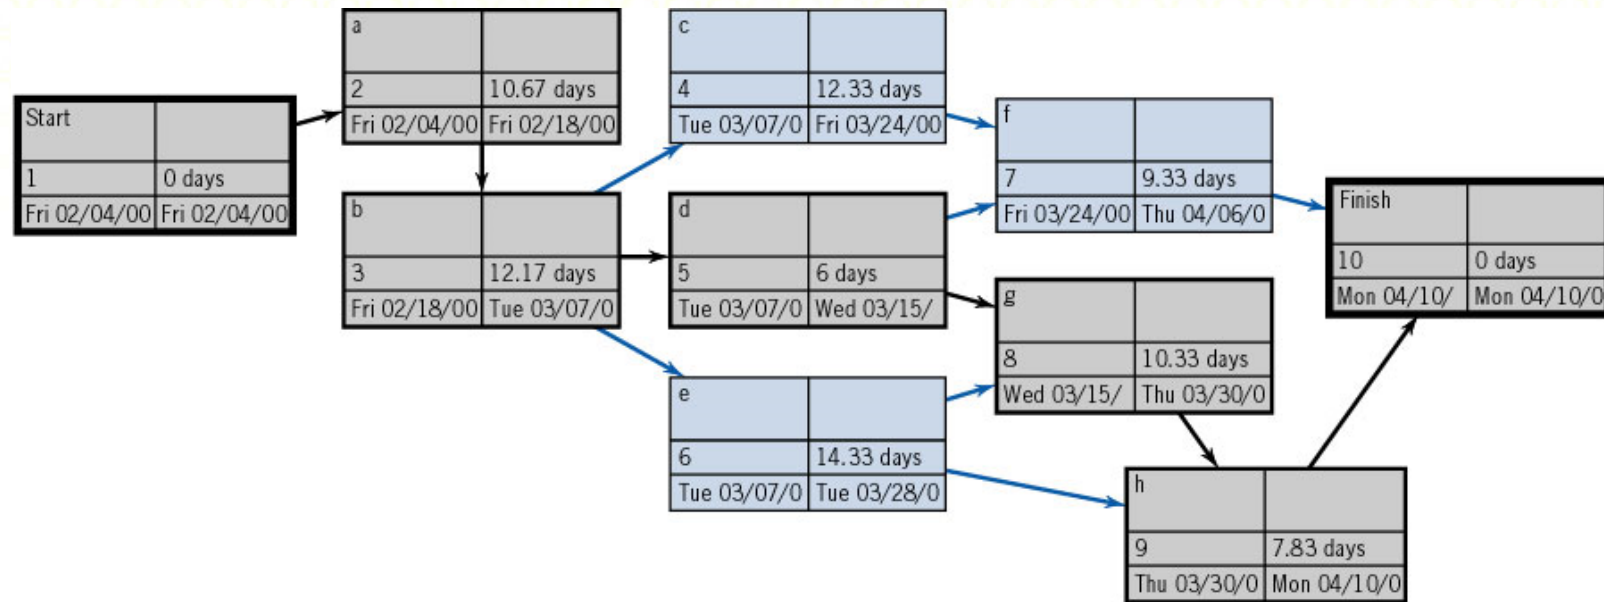 Start
1 0 days
Fri 02/04/00 Fri 02/04/00
a
2 10.67 days
Fri 02/04/00 Fri 02/18/00
b
3 12.17 days
Fri 02/18/00 Tue 03/07/0
c
4 12.33 days
Tue 03/07/0 Fri 03/24/00
d
5 6 days
Tue 03/07/0 Wed 03/15/
e
6 14.33 days
Tue 03/07/0 Tue 03/28/0
f
7 9.33 days
Fri 03/24/00 Thu 04/06/0
g
8 10.33 days
Wed 03/15/ Thu 03/30/0
h
9 7.83 days
Thu 03/30/0 Mon 04/10/0
Finish
10 0 days
Mon 04/10/ Mon 04/10/0